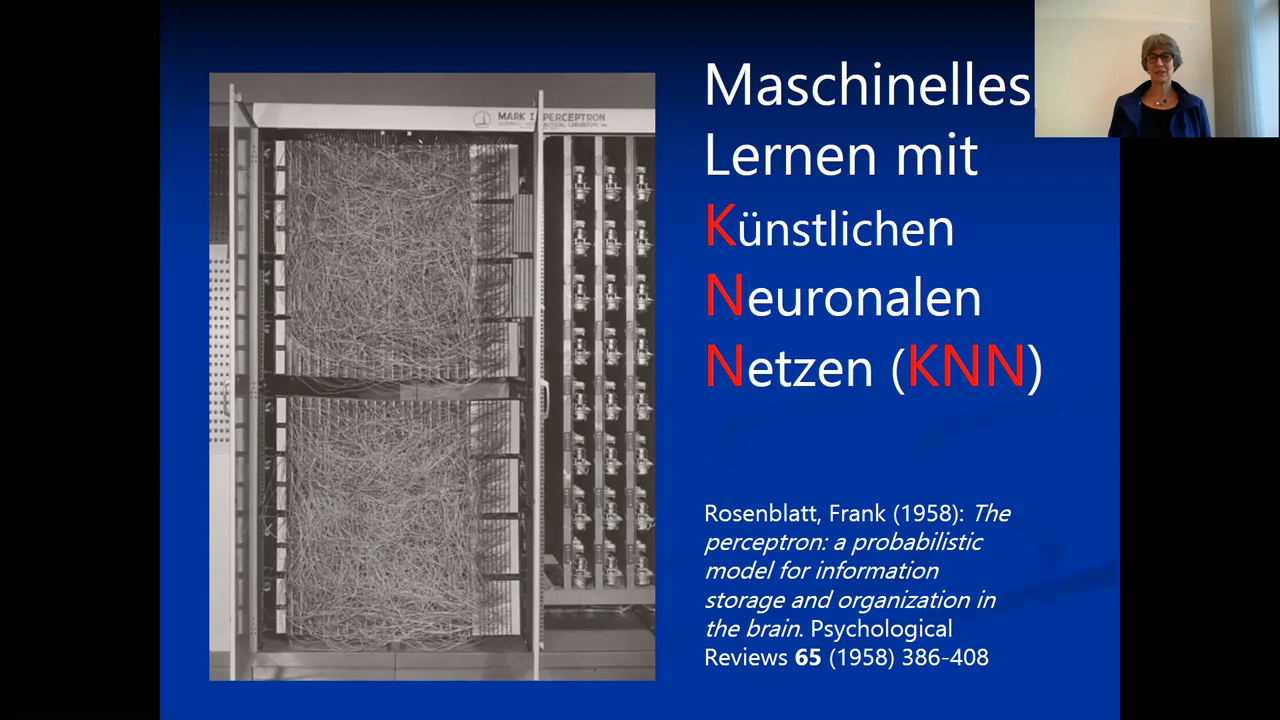 MARK I PERCEPTRON
Maschinelles
Lernen mit
Künstlichen
Neuronalen
Netzen (KNN)
Rosenblatt, Frank (1958): The
perceptron: a probabilistic
model for information
storage and organization in
the brain. Psychological
Reviews 65 (1958) 386-408